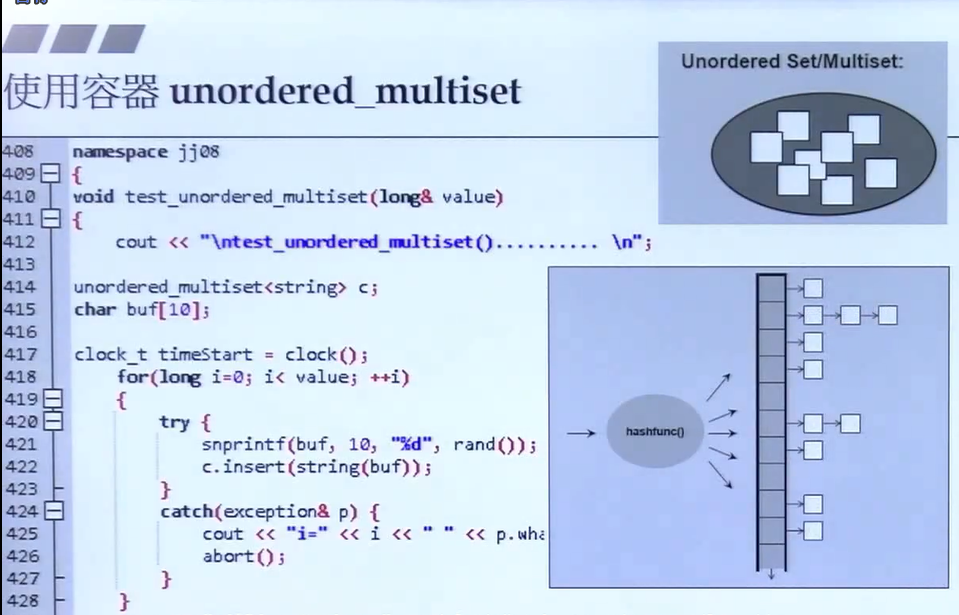 使用容器 unordered_multiset
Unordered Set/Multiset:
408 namespace jj08
409 {
410 void test_unordered_multiset(long& value)
411 {
412 cout << "\ntest_unordered_multiset().......... \n";
413
414 unordered_multiset<string> c;
415 char buf[10];
416
417 clock_t timeStart = clock();
418 for(long i=0; i< value; ++i)
419 {
420 try {
421 snprintf(buf, 10, "%d", rand());
422 c.insert(string(buf));
423 }
424 catch(exception& p) {
425 cout << "i=" << i << " " << p.wha
426 abort();
427 }
428 }
hashfunc()